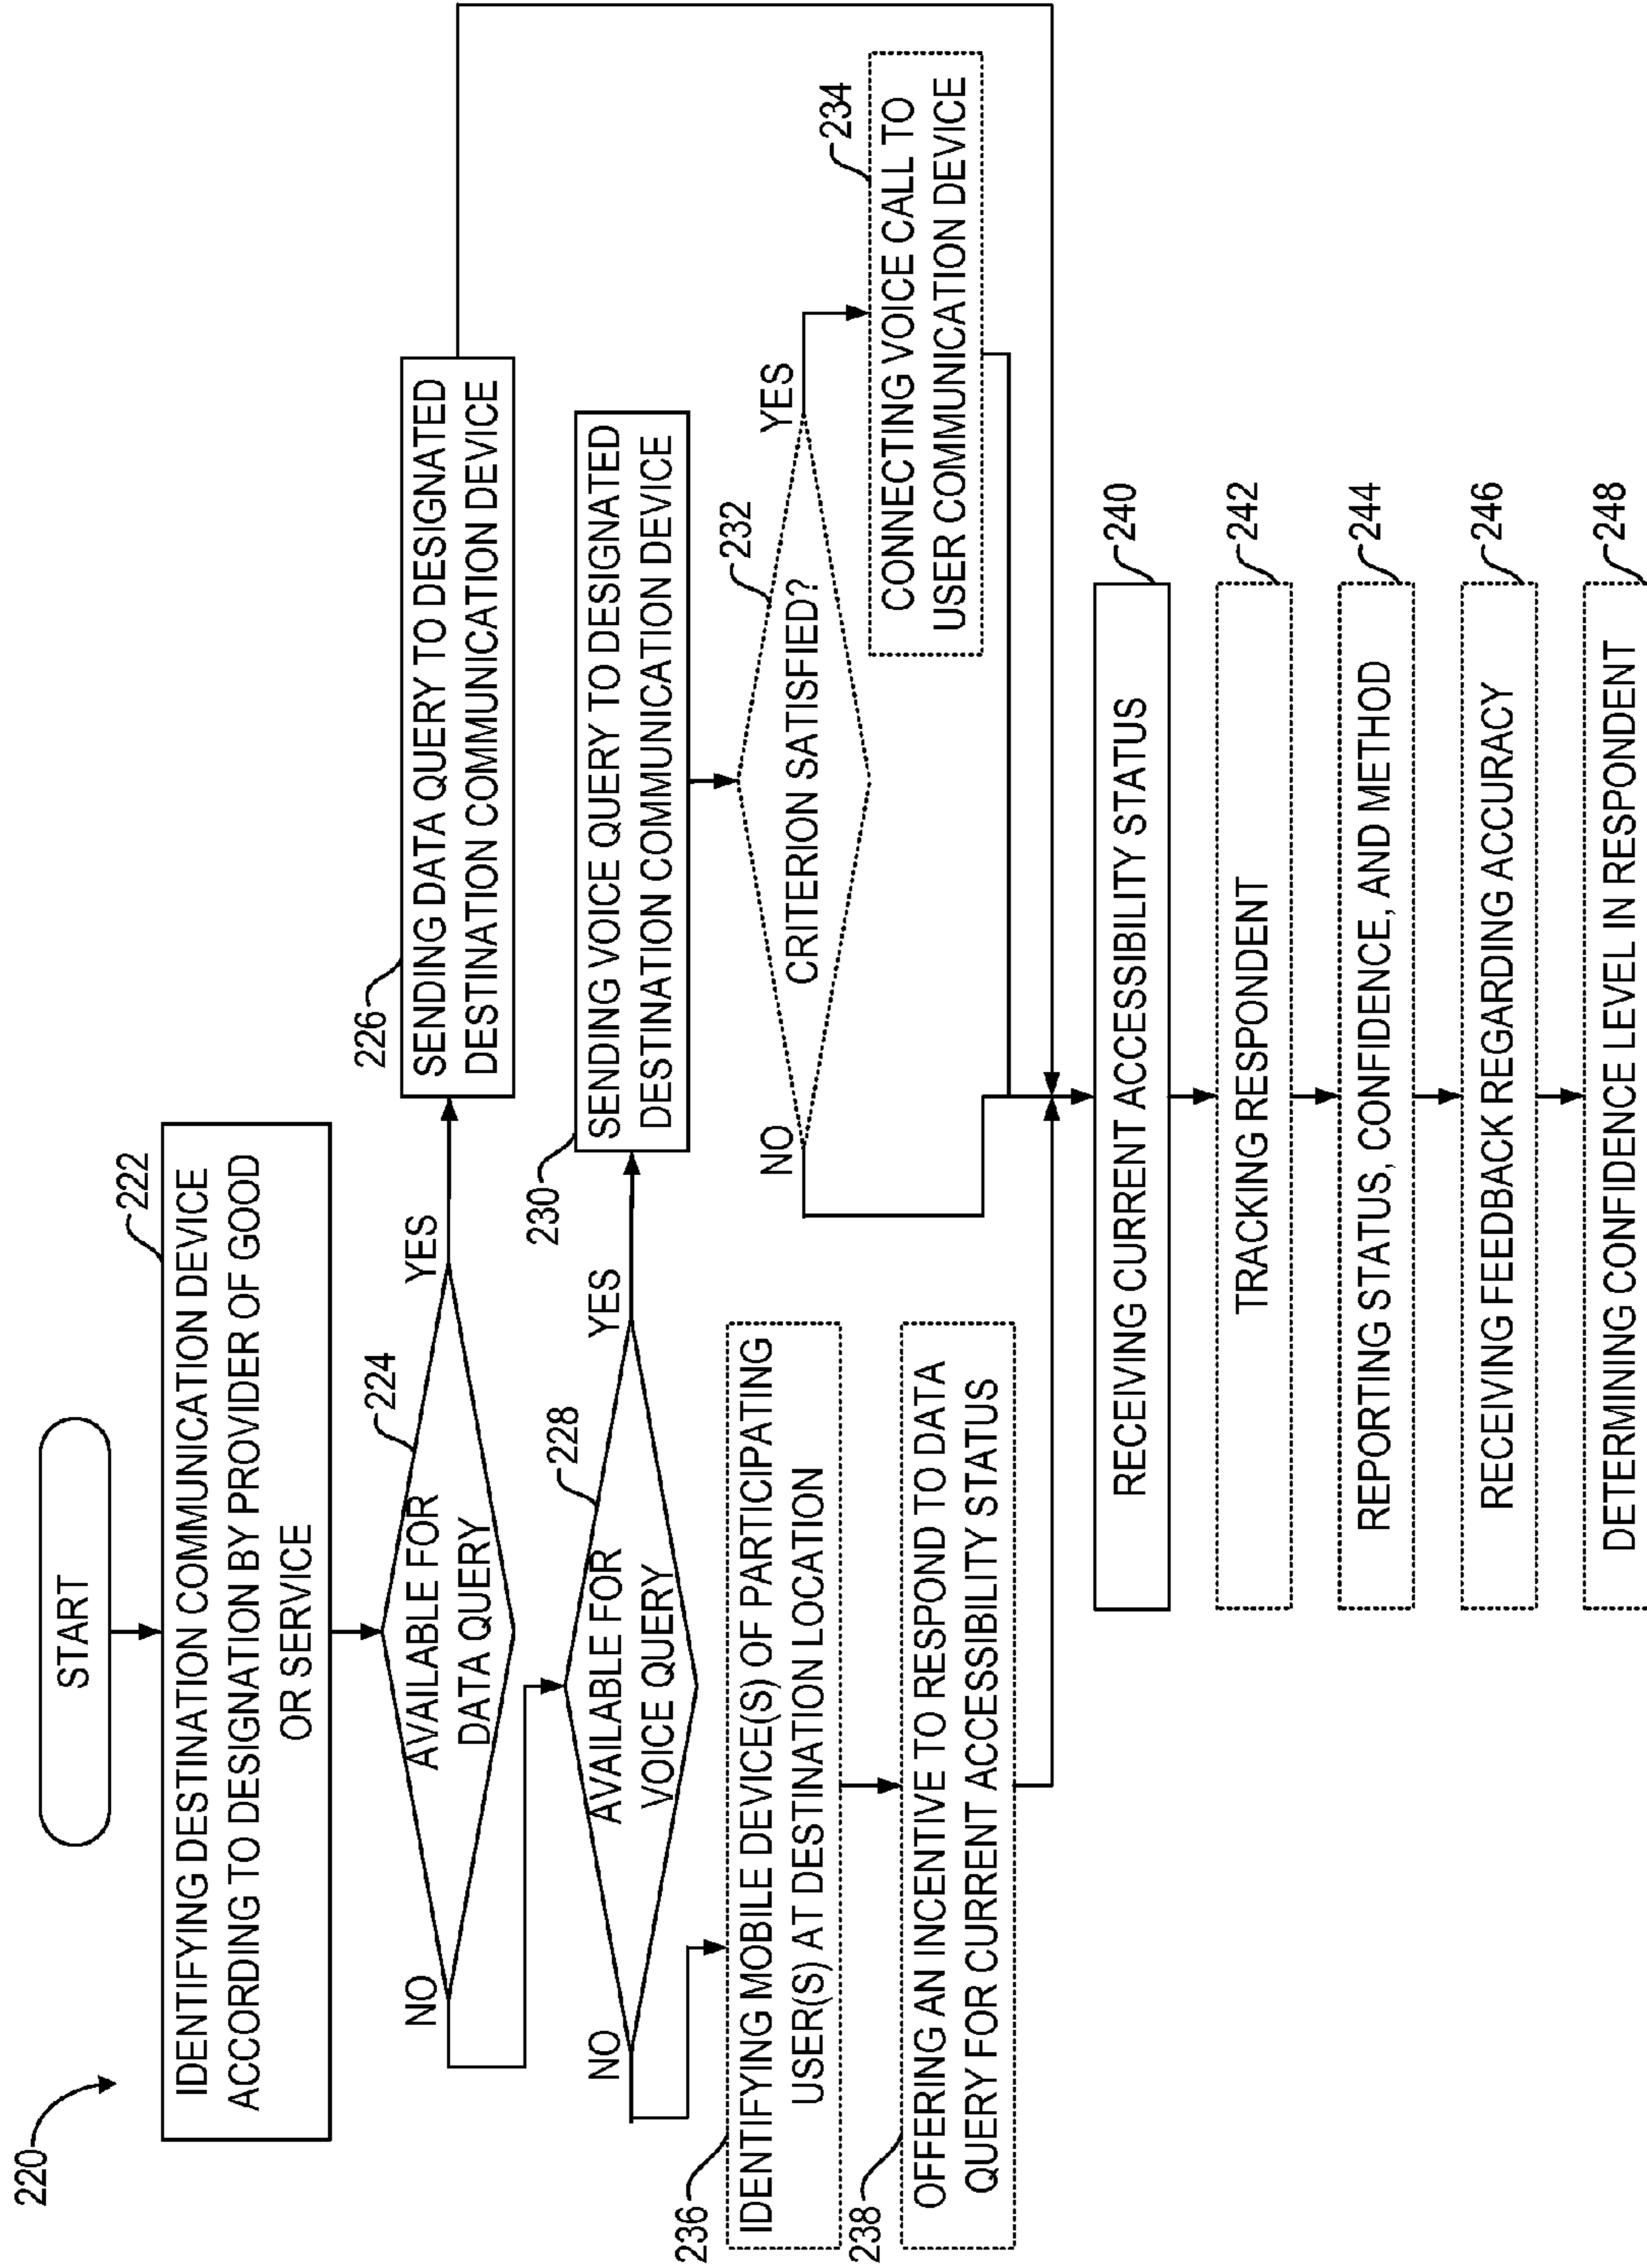 220
START
222
IDENTIFYING DESTINATION COMMUNICATION DEVICE
ACCORDING TO DESIGNATION BY PROVIDER OF GOOD
OR SERVICE
224
AVAILABLE FOR
DATA QUERY
NO
YES
226
SENDING DATA QUERY TO DESIGNATED
DESTINATION COMMUNICATION DEVICE
228
AVAILABLE FOR
VOICE QUERY
NO
YES
230
SENDING VOICE QUERY TO DESIGNATED
DESTINATION COMMUNICATION DEVICE
232
CRITERION SATISFIED?
NO
YES
234
CONNECTING VOICE CALL TO
USER COMMUNICATION DEVICE
236
IDENTIFYING MOBILE DEVICE(S) OF PARTICIPATING
USER(S) AT DESTINATION LOCATION
238
OFFERING AN INCENTIVE TO RESPOND TO DATA
QUERY FOR CURRENT ACCESSIBILITY STATUS
RECEIVING CURRENT ACCESSIBILITY STATUS
240
TRACKING RESPONDENT
242
REPORTING STATUS, CONFIDENCE, AND METHOD
244
RECEIVING FEEDBACK REGARDING ACCURACY
246
DETERMINING CONFIDENCE LEVEL IN RESPONDENT
248